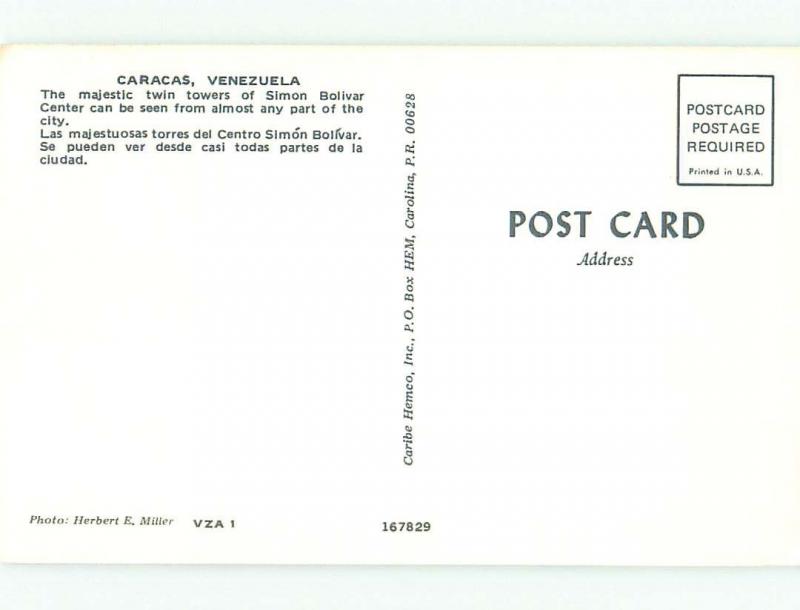 CARACAS, VENEZUELA
The majestic twin towers of Simon Bolivar
Center can be seen from almost any part of the
city.
Las majestuosas torres del Centro Simón Bolívar.
Se pueden ver desde casi todas partes de la
ciudad.
Caribe Hemco, Inc., P.O. Box HEM, Carolina, P.R. 00628
POSTCARD
POSTAGE
REQUIRED
Printed in U.S.A.
POST CARD
Address
Photo: Herbert E. Miller VZA 1
167829